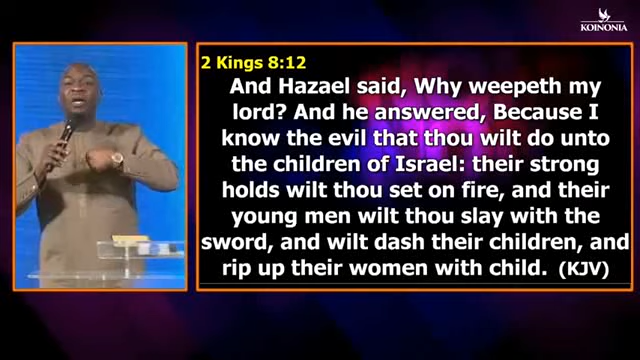 KOINONIA
2 Kings 8:12
And Hazael said, Why weepeth my
lord? And he answered, Because I
know the evil that thou wilt do unto
the children of Israel: their strong
holds wilt thou set on fire, and their
young men wilt thou slay with the
sword, and wilt dash their children, and
rip up their women with child. (KJV)